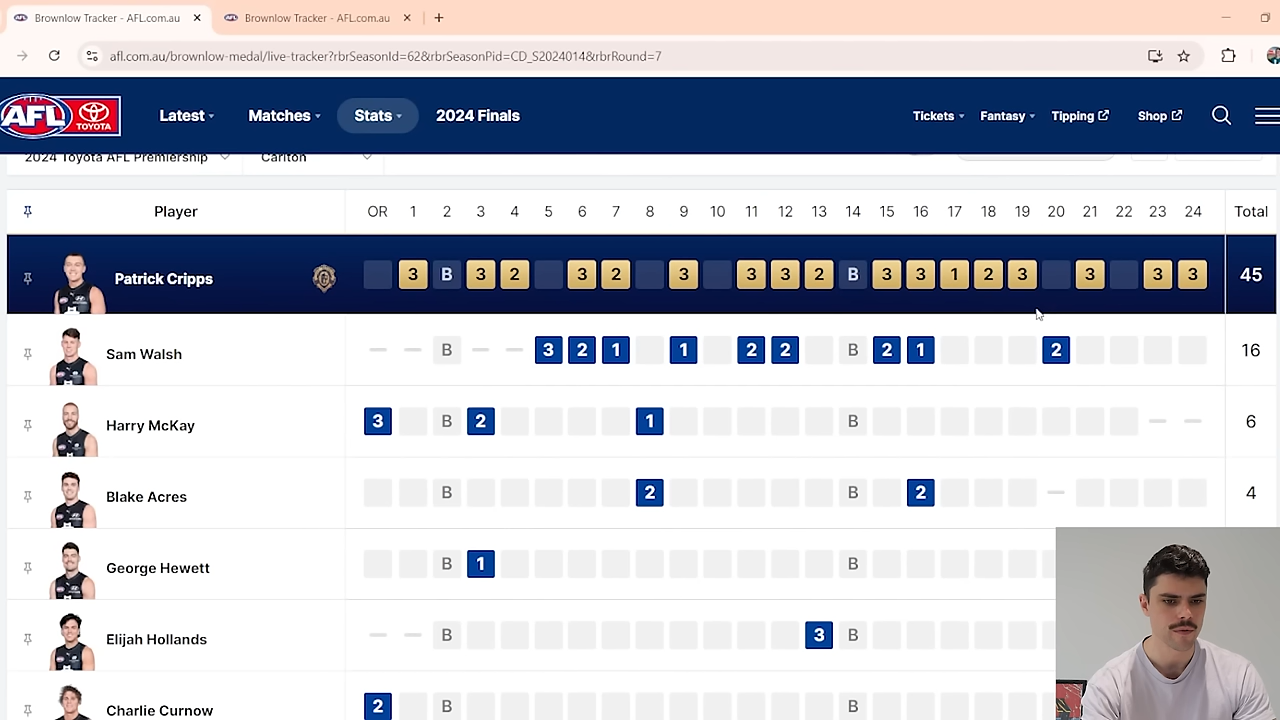 Brownlow Tracker - AFL.com.au
Brownlow Tracker - AFL.com.au
afl.com.au/brownlow-medal/live-tracker?rbrSeasonId=62&rbrSeasonPid=CD_S2024014&rbrRound=7
AFL TOYOTA Latest Matches Stats 2024 Finals Tickets Fantasy Tipping Shop
2024 Toyota AFL Premiership Carlton
Player OR 1 2 3 4 5 6 7 8 9 10 11 12 13 14 15 16 17 18 19 20 21 22 23 24 Total
Patrick Cripps 3 B 3 2 3 2 3 3 3 2 B 3 3 1 2 3 3 3 3 45
Sam Walsh B 3 2 1 1 2 2 B 2 1 2 16
Harry McKay 3 B 2 1 B 6
Blake Acres B 2 B 2 4
George Hewett B 1 B
Elijah Hollands B 3 B
Charlie Curnow 2 B B